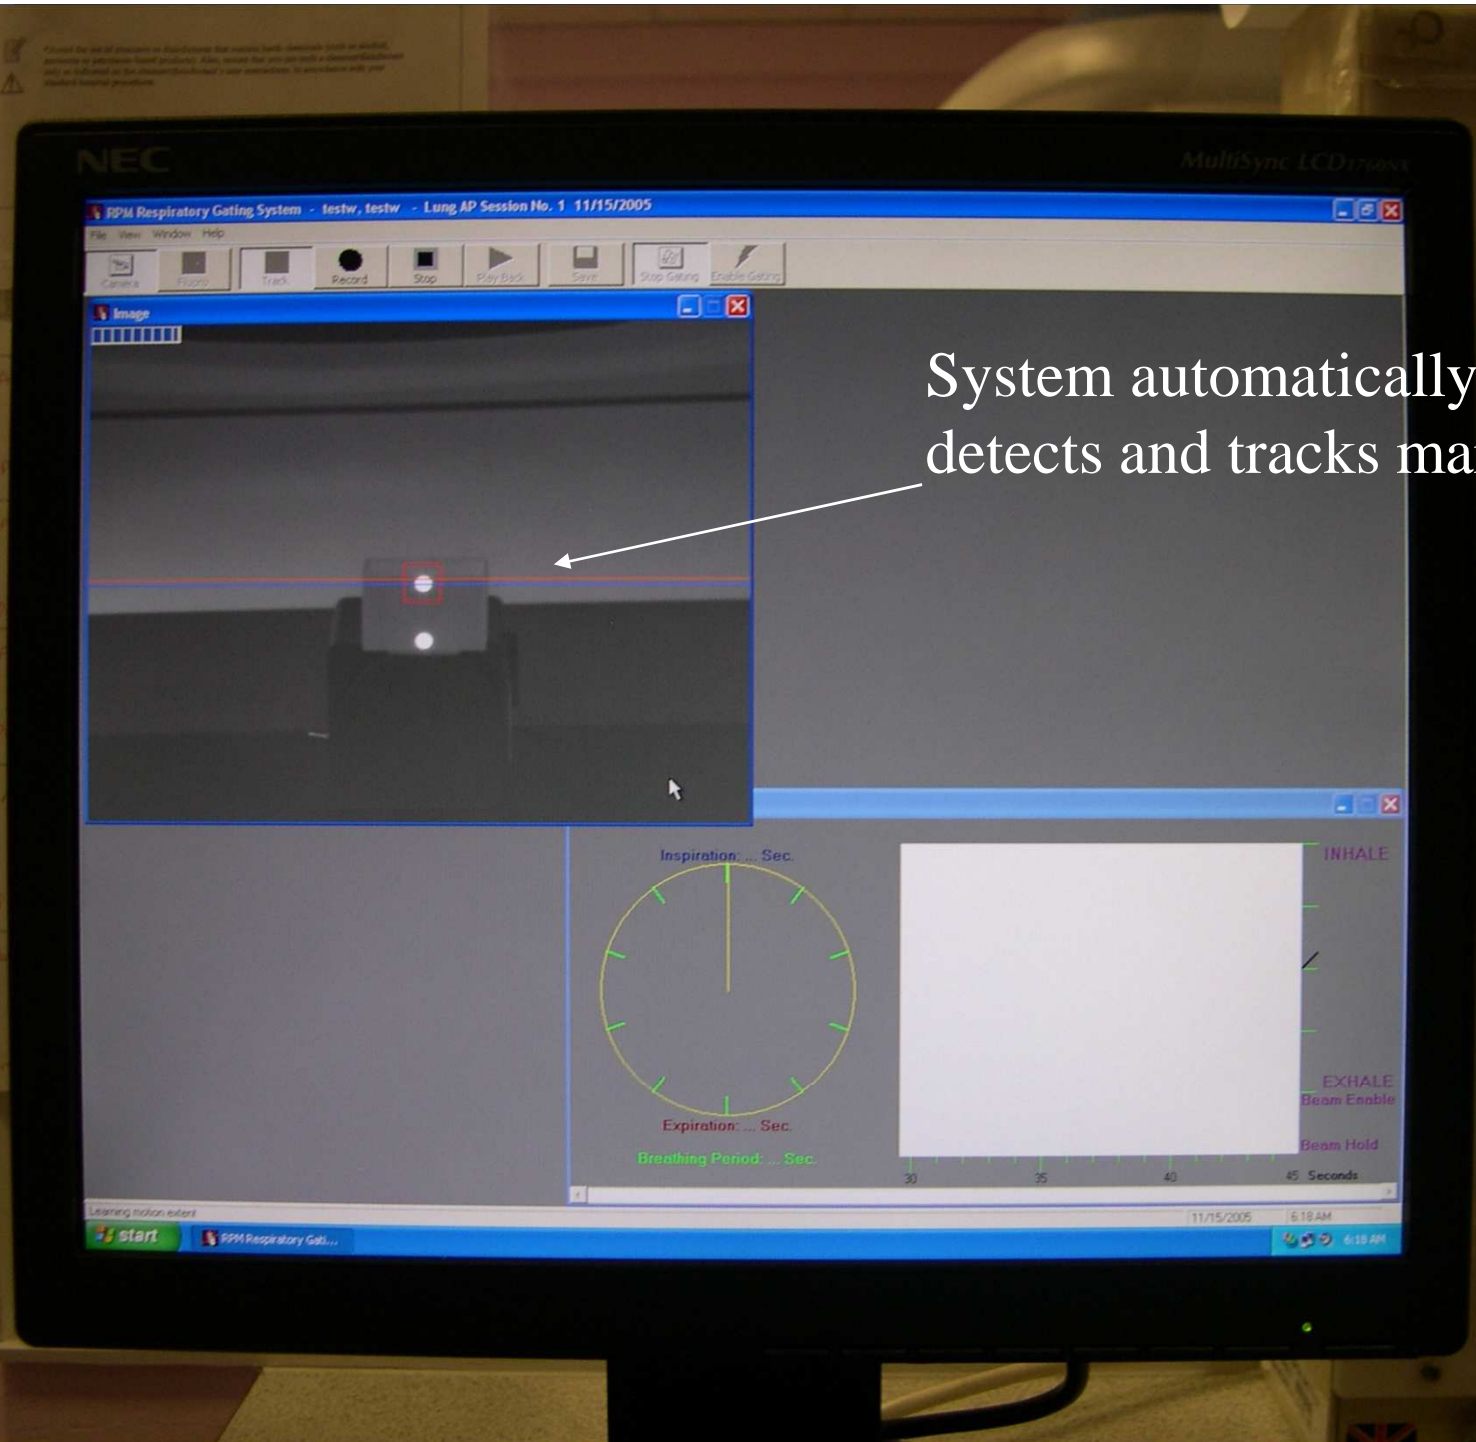 NEC
MultiSync LCD1760NX
RPM Respiratory Gating System - testw, testw - Lung AP Session No. 1 11/15/2005
File View Window Help
Camera Fluoro Track Record Stop Play Back Save Stop Gating Enable Gating
Image
System automatically
detects and tracks
Inspiration: ... Sec.
INHALE
EXHALE
Beam Enable
Expiration: ... Sec.
Beam Hold
Breathing Period: ... Sec.
30 35 40 45 Seconds
Learning motion extent
11/15/2005 6:18 AM
start RPM Respiratory Gati... 6:18 AM